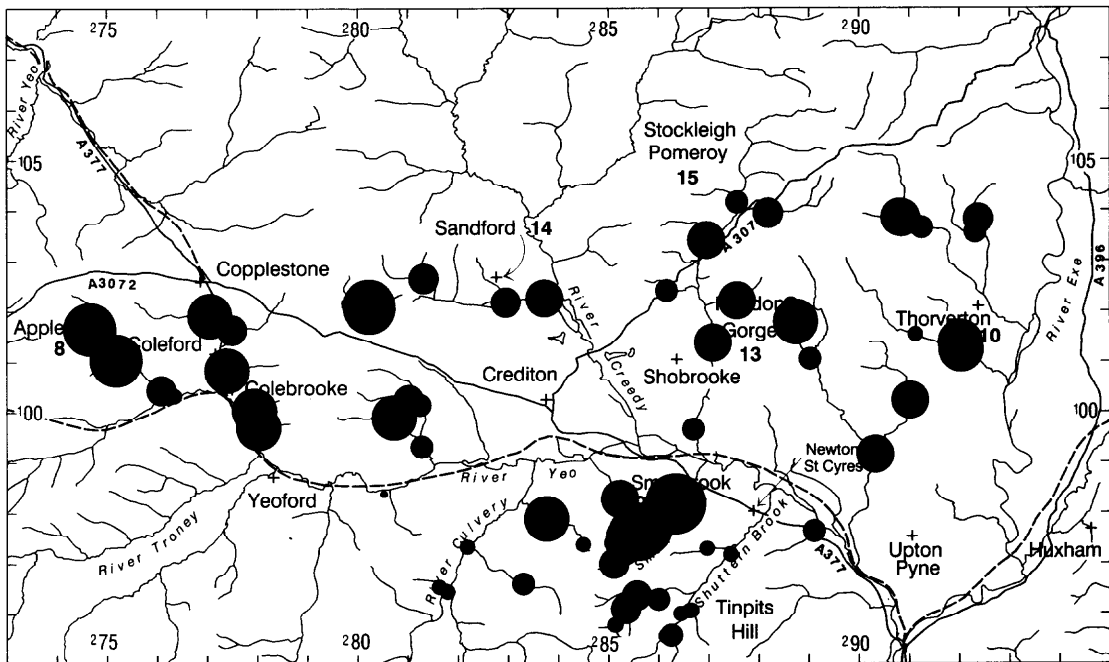 275
280
285
290
River Yeo
A377
105
Stockleigh
Pomeroy
15
105
A307
Sandford 14
Copplestone
A3072
A396
River Exe
River
Creedy
Apple
8
Coleford
Colebrooke
Gorge
13
Thorverton
10
Shobrooke
Crediton
100
100
Newton
St Cyres
River Yeo
Yeoford
River Troney
River Culvery
Shuttern Brook
A377
Upton
Pyne
Huxham
Tinpits
Hill
275
280
285
290